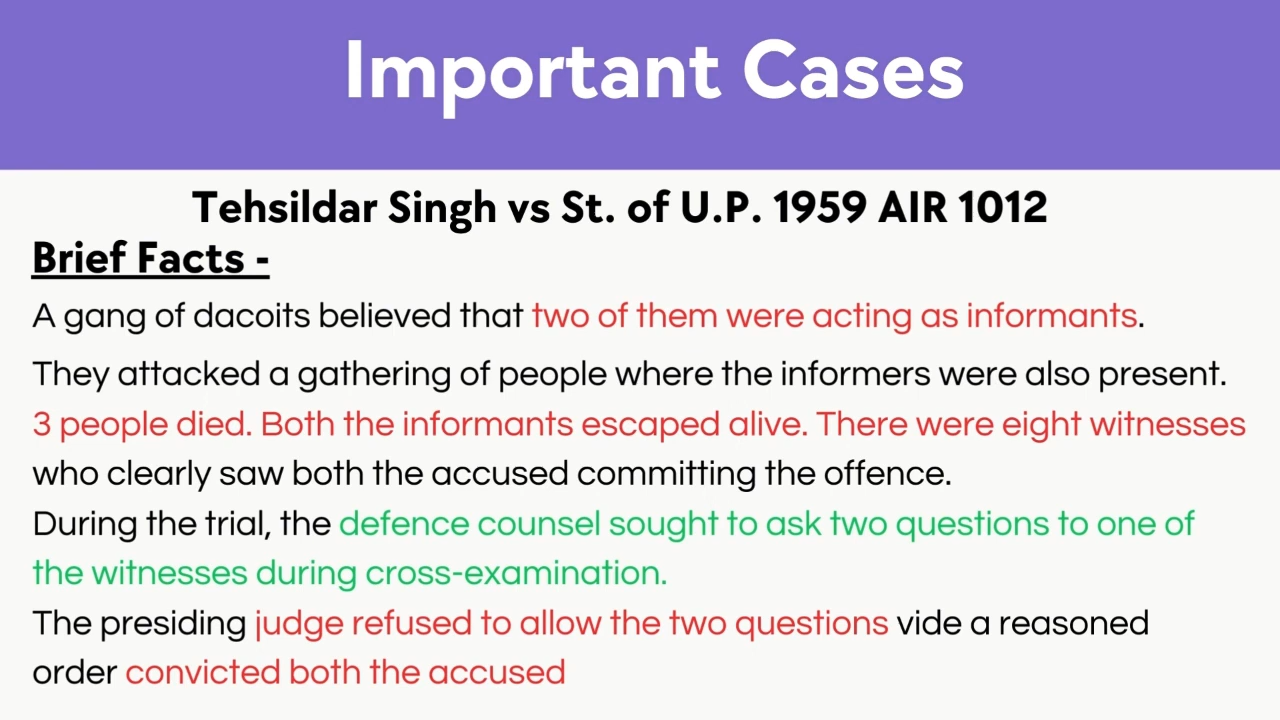 Important Cases
Tehsildar Singh vs St. of U.P. 1959 AIR 1012
Brief Facts -
A gang of dacoits believed that two of them were acting as informants.
They attacked a gathering of people where the informers were also present.
3 people died. Both the informants escaped alive. There were eight witnesses
who clearly saw both the accused committing the offence.
During the trial, the defence counsel sought to ask two questions to one of
the witnesses during cross-examination.
The presiding judge refused to allow the two questions vide a reasoned
order convicted both the accused